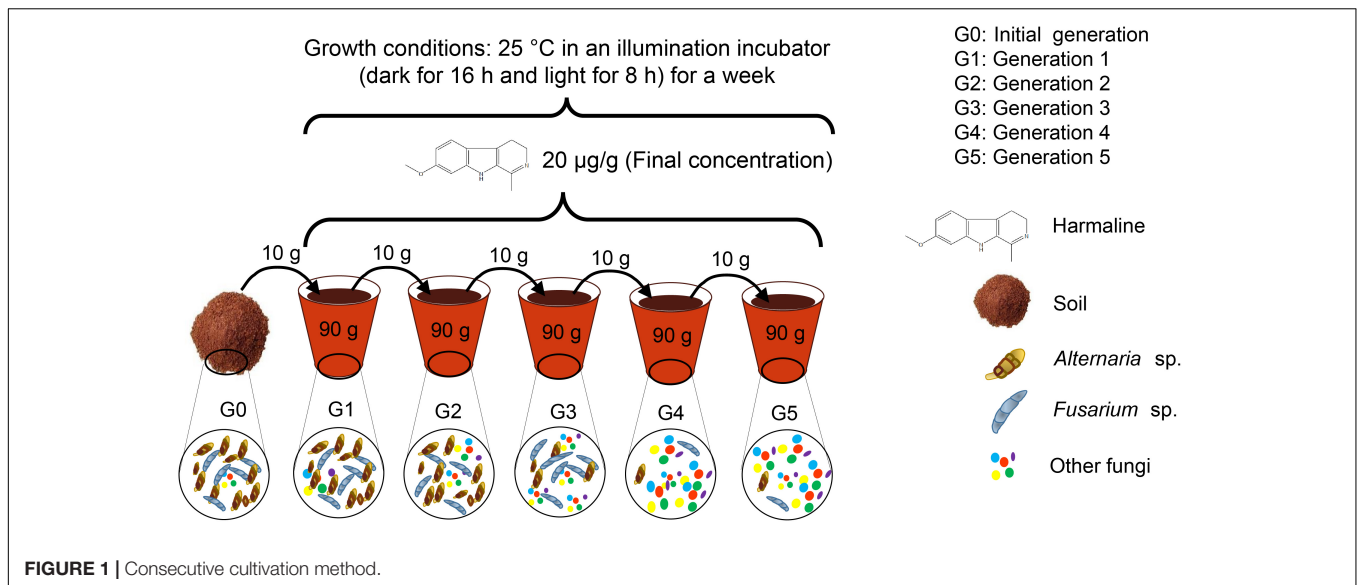 Growth conditions: 25 °C in an illumination incubator
(dark for 16 h and light for 8 h) for a week
20 µg/g (Final concentration)
10 g 10 g 10 g 10 g 10 g
90 g 90 g 90 g 90 g 90 g
G0 G1 G2 G3 G4 G5
G0: Initial generation
G1: Generation 1
G2: Generation 2
G3: Generation 3
G4: Generation 4
G5: Generation 5
O N H N
Harmaline
O N H N
Soil
Alternaria sp.
Fusarium sp.
Other fungi
FIGURE 1 | Consecutive cultivation method.